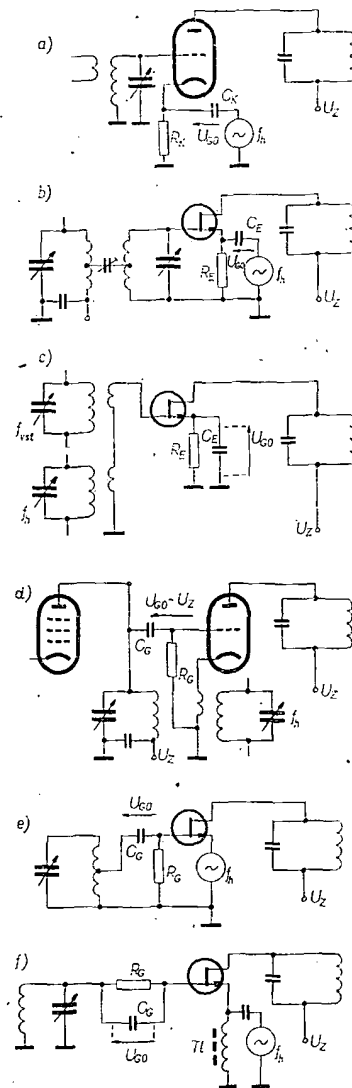 a)
C_K
R_K
U_G0
f_h
U_Z
b)
C_E
R_E
U_G0
f_h
U_Z
c)
f_vst
f_h
R_E
C_E
U_G0
U_Z
d)
U_G0-U_Z
C_G
R_G
U_Z
f_h
U_Z
e)
U_G0
C_G
R_G
f_h
U_Z
f)
R_G
C_G
U_G0
Tl
f_h
U_Z